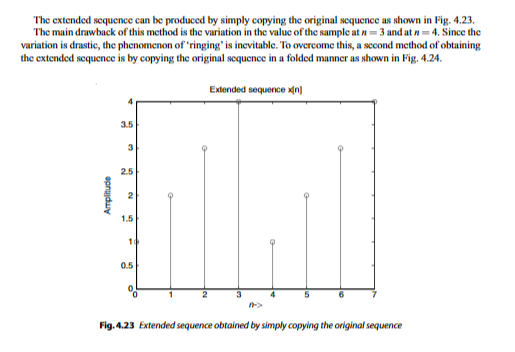 The extended sequence can be produced by simply copying the original sequence as shown in Fig. 4.23.
The main drawback of this method is the variation in the value of the sample at n = 3 and at n = 4. Since the
variation is drastic, the phenomenon of 'ringing' is inevitable. To overcome this, a second method of obtaining
the extended sequence is by copying the original sequence in a folded manner as shown in Fig. 4.24.
Extended sequence x[n]
4
3.5
3
2.5
2
1.5
1
0.5
0
Amplitude
0 1 2 3 4 5 6 7
n->
Fig.4.23 Extended sequence obtained by simply copying the original sequence